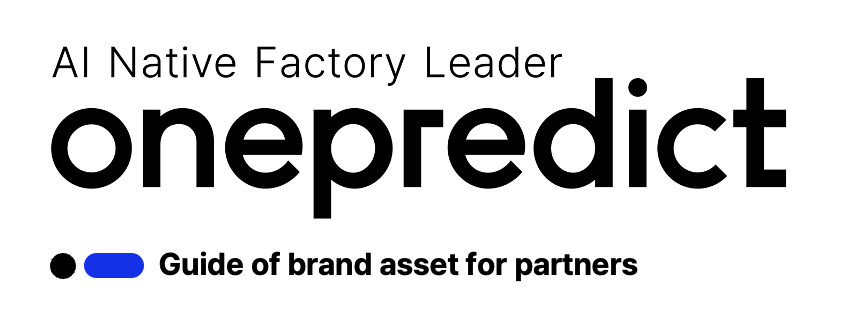 AI Native Factory Leader
onepredict
Guide of brand asset for partners